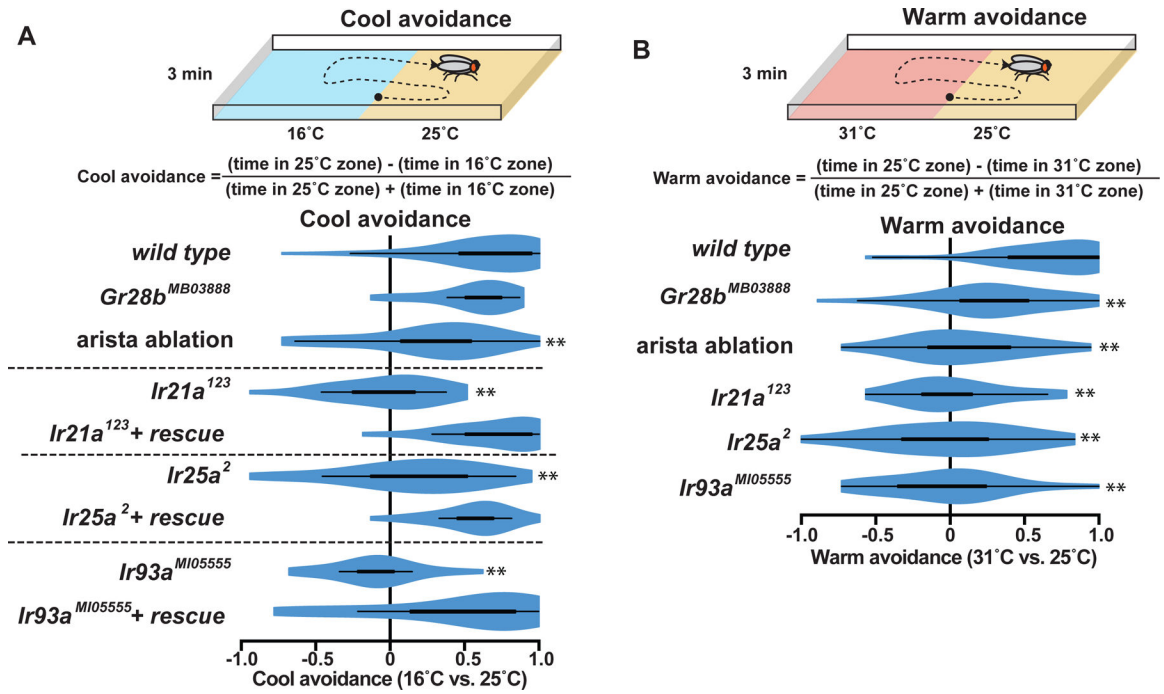 A
Cool avoidance
3 min
16˚C
25˚C
Cool avoidance =
(time in 25˚C zone) - (time in 16˚C zone)
(time in 25˚C zone) + (time in 16˚C zone)
Cool avoidance
wild type
Gr28b^MB03888
arista ablation
**
Ir21a^123
**
Ir21a^123 + rescue
Ir25a^2
**
Ir25a^2 + rescue
Ir93a^MI05555
**
Ir93a^MI05555 + rescue
-1.0 -0.5 0 0.5 1.0
Cool avoidance (16˚C vs. 25˚C)
B
Warm avoidance
3 min
31˚C
25˚C
Warm avoidance =
(time in 25˚C zone) - (time in 31˚C zone)
(time in 25˚C zone) + (time in 31˚C zone)
Warm avoidance
wild type
Gr28b^MB03888
**
arista ablation
**
Ir21a^123
**
Ir25a^2
**
Ir93a^MI05555
**
-1.0 -0.5 0 0.5 1.0
Warm avoidance (31˚C vs. 25˚C)